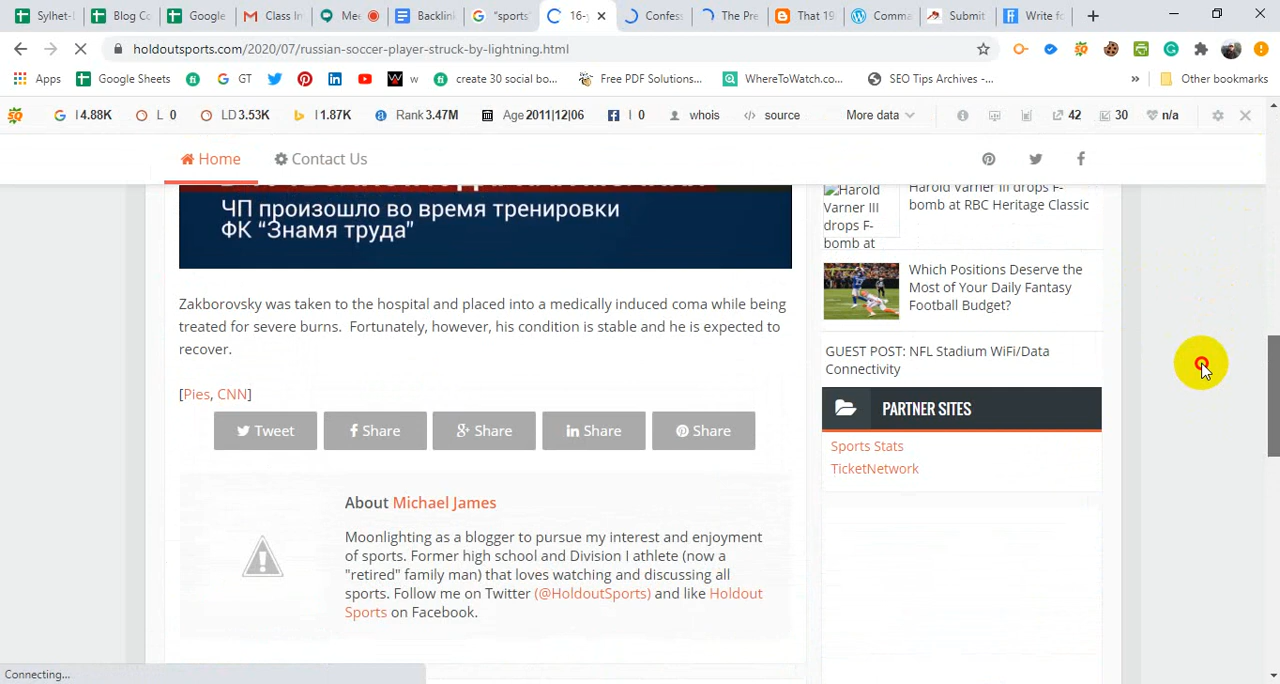 Sylhet-
Blog Co
Google
Class In
Mee
Backlin
"sports"
16-y
Confess
The Pre
That 19
Comma
Submit
Write fo
holdoutsports.com/2020/07/russian-soccer-player-struck-by-lightning.html
Apps
Google Sheets
GT
w
create 30 social bo...
Free PDF Solutions...
WhereToWatch.co...
SEO Tips Archives -...
»
Other bookmarks
I 4.88K
L 0
LD 3.53K
I 1.87K
Rank 3.47M
Age 2011|12|06
I 0
whois
source
More data
42
30
n/a
Home
Contact Us
ЧП произошло во время тренировки
ФК "Знамя труда"
Zakborovsky was taken to the hospital and placed into a medically induced coma while being
treated for severe burns. Fortunately, however, his condition is stable and he is expected to
recover.
[Pies, CNN]
Tweet
Share
Share
Share
Share
About Michael James
Moonlighting as a blogger to pursue my interest and enjoyment
of sports. Former high school and Division I athlete (now a
"retired" family man) that loves watching and discussing all
sports. Follow me on Twitter (@HoldoutSports) and like Holdout
Sports on Facebook.
Harold
Varner III
drops F-
bomb at
Harold Varner III drops F-
bomb at RBC Heritage Classic
Which Positions Deserve the
Most of Your Daily Fantasy
Football Budget?
GUEST POST: NFL Stadium WiFi/Data
Connectivity
PARTNER SITES
Sports Stats
TicketNetwork
Connecting...